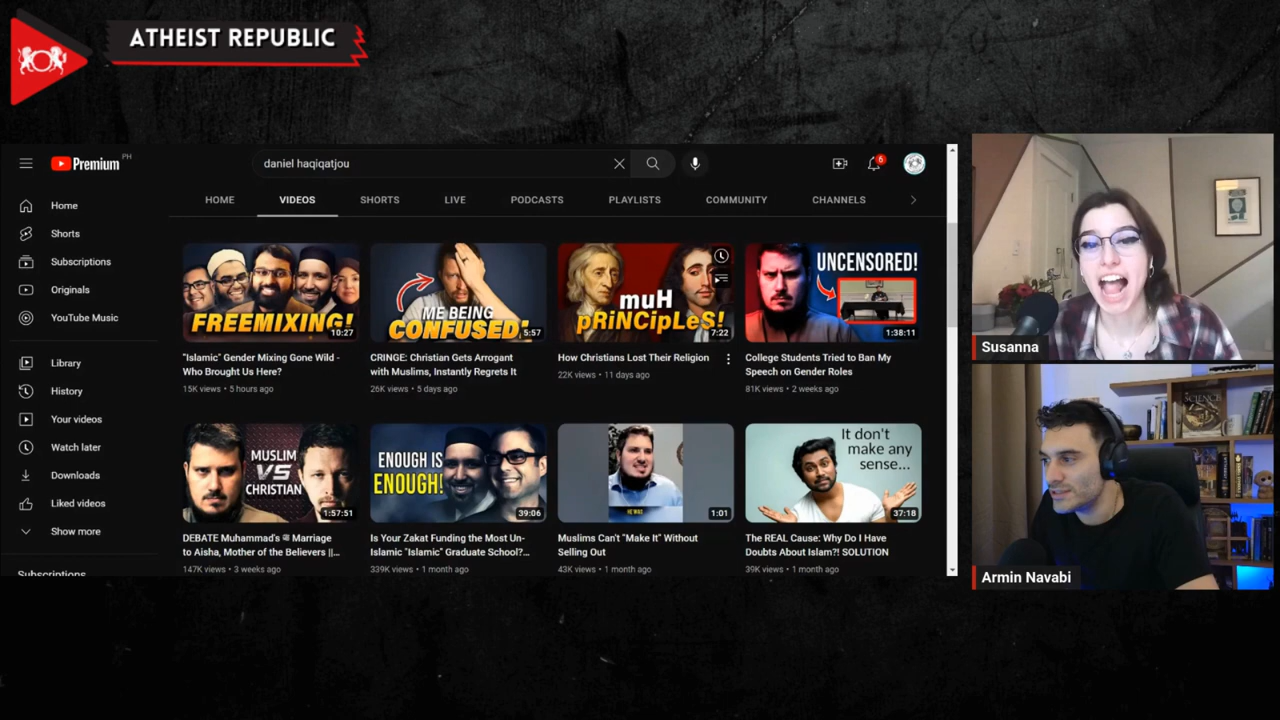 ATHEIST REPUBLIC
Premium PH
daniel haqiqatjou
6
HOME VIDEOS SHORTS LIVE PODCASTS PLAYLISTS COMMUNITY CHANNELS
Home
Shorts
Subscriptions
Originals
YouTube Music
Library
History
Your videos
Watch later
Downloads
Liked videos
Show more
Subscriptions
FREEMIXING!
10:27
"Islamic" Gender Mixing Gone Wild -
Who Brought Us Here?
15K views • 5 hours ago
ME BEING
CONFUSED!
5:57
CRINGE: Christian Gets Arrogant
with Muslims, Instantly Regrets It
26K views • 5 days ago
muH
pRiNCipLeS!
7:22
How Christians Lost Their Religion
22K views • 11 days ago
UNCENSORED!
1:38:11
College Students Tried to Ban My
Speech on Gender Roles
81K views • 2 weeks ago
MUSLIM
VS
CHRISTIAN
1:57:51
DEBATE Muhammad's ﷺ Marriage
to Aisha, Mother of the Believers ||...
147K views • 3 weeks ago
ENOUGH IS
ENOUGH!
39:06
Is Your Zakat Funding the Most Un-
Islamic "Islamic" Graduate School?...
339K views • 1 month ago
HE WAS
1:01
Muslims Can't "Make It" Without
Selling Out
43K views • 1 month ago
It don't
make any
sense...
37:18
The REAL Cause: Why Do I Have
Doubts About Islam?! SOLUTION
39K views • 1 month ago
Susanna
SCIENCE
Armin Navabi